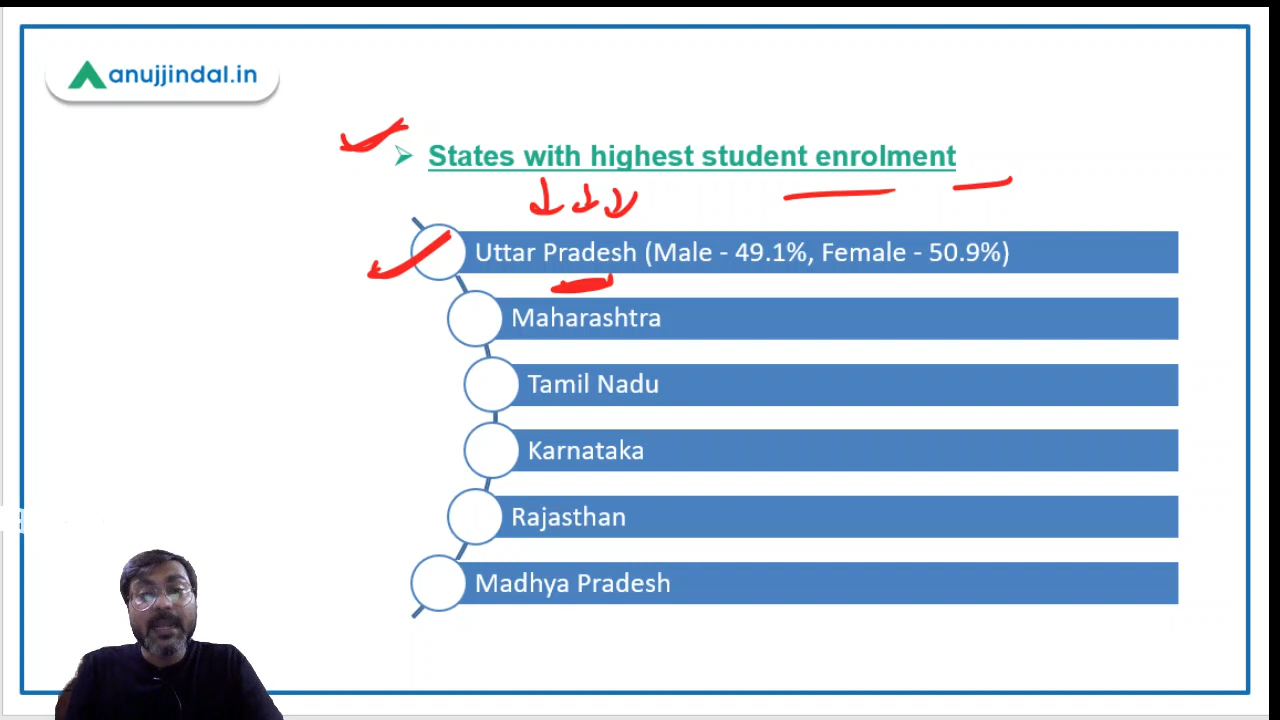 anujjindal.in
➢ States with highest student enrolment
Uttar Pradesh (Male - 49.1%, Female - 50.9%)
Maharashtra
Tamil Nadu
Karnataka
Rajasthan
Madhya Pradesh